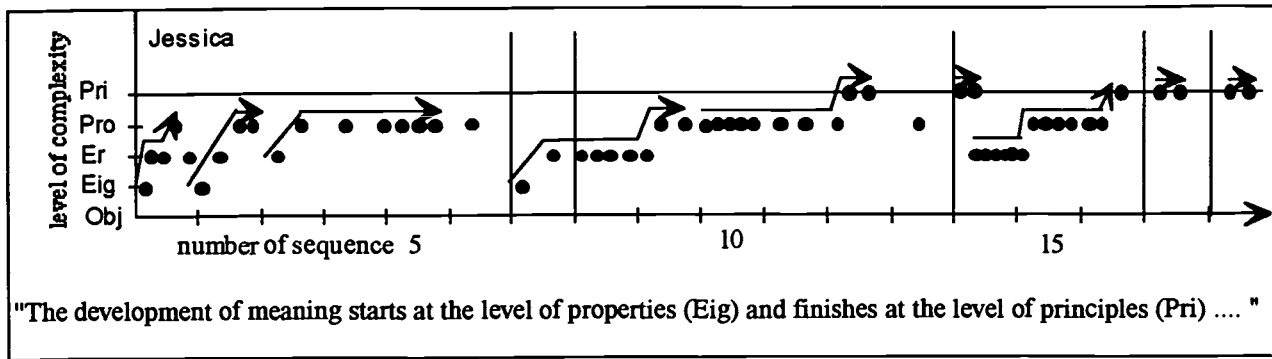 Jessica
level of complexity
Pri
Pro
Er
Eig
Obj
number of sequence 5
10
15
"The development of meaning starts at the level of properties (Eig) and finishes at the level of principles (Pri) .... "